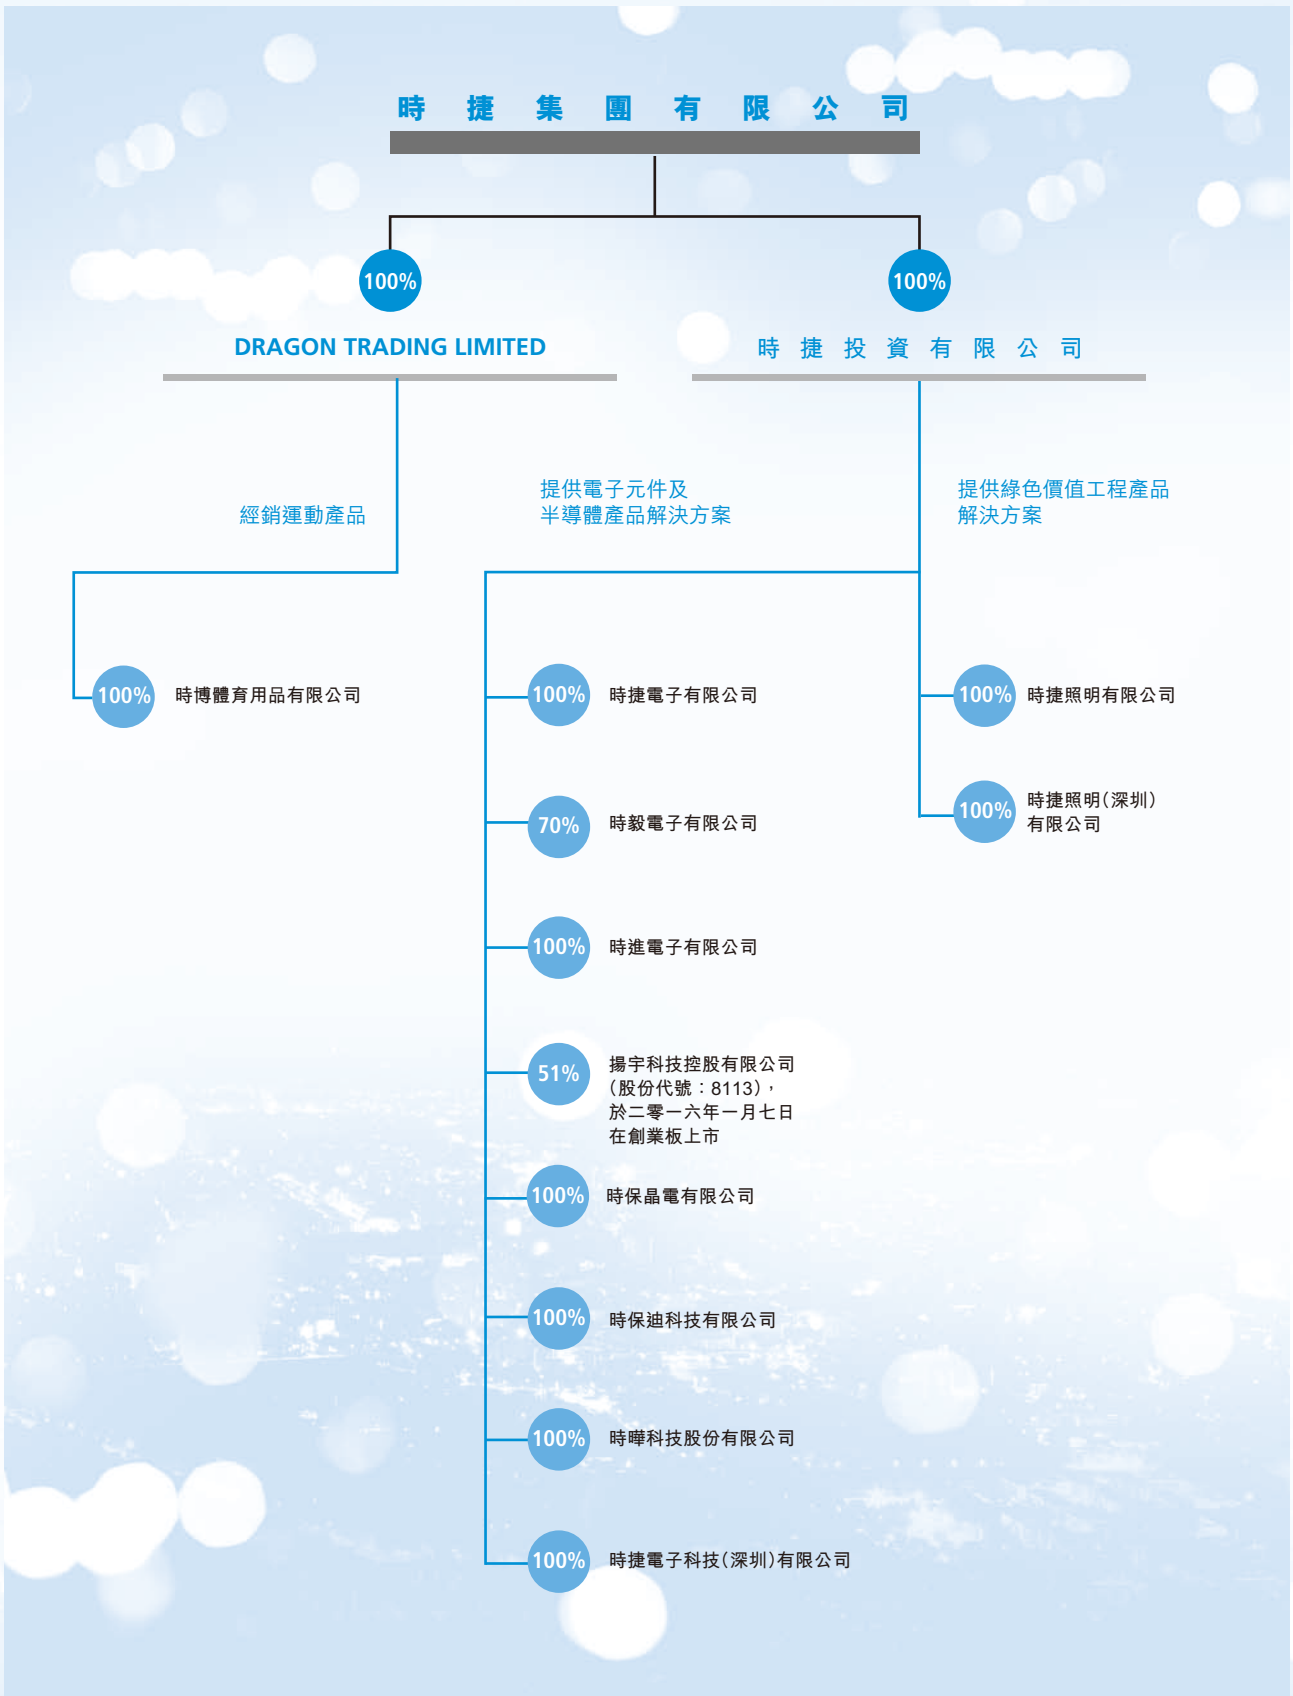 時捷集團有限公司
100%
100%
DRAGON TRADING LIMITED
時捷投資有限公司
經銷運動產品
提供電子元件及
半導體產品解決方案
提供綠色價值工程產品
解決方案
100%
時博體育用品有限公司
100%
時捷電子有限公司
70%
時毅電子有限公司
100%
時進電子有限公司
51%
揚宇科技控股有限公司
(股份代號：8113)，
於二零一六年一月七日
在創業板上市
100%
時保晶電有限公司
100%
時保迪科技有限公司
100%
時曄科技股份有限公司
100%
時捷電子科技(深圳)有限公司
100%
時捷照明有限公司
100%
時捷照明(深圳)
有限公司